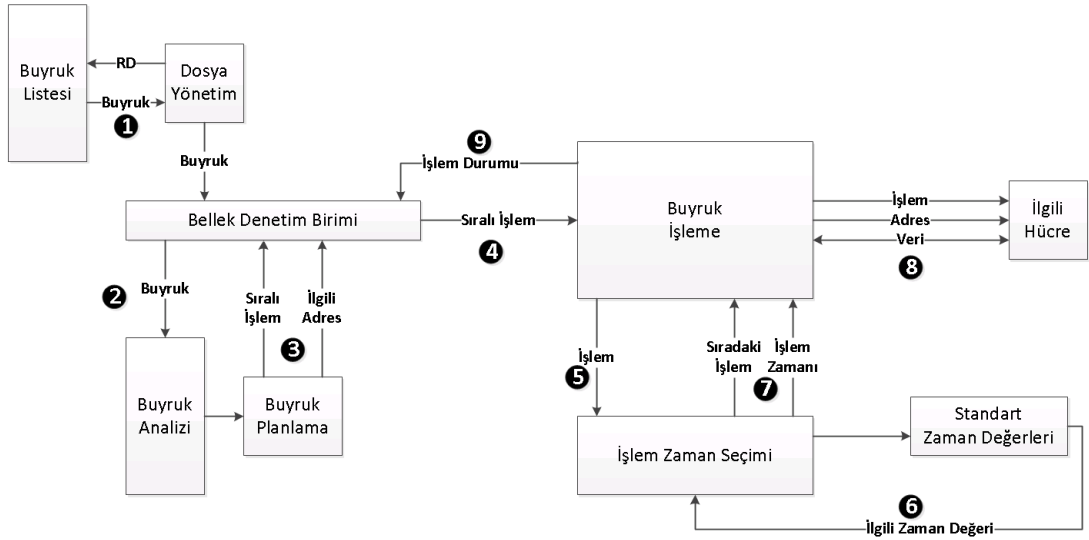 Buyruk
Listesi
RD
Buyruk
1
Dosya
Yönetim
Buyruk
9
İşlem Durumu
Bellek Denetim Birimi
Sıralı İşlem
4
Buyruk
İşleme
İşlem
Adres
Veri
8
İlgili
Hücre
2
Buyruk
Sıralı
İşlem
İlgili
Adres
3
Buyruk
Analizi
Buyruk
Planlama
İşlem
5
Sıradaki
İşlem
İşlem
Zamanı
7
İşlem Zaman Seçimi
Standart
Zaman Değerleri
6
İlgili Zaman Değeri